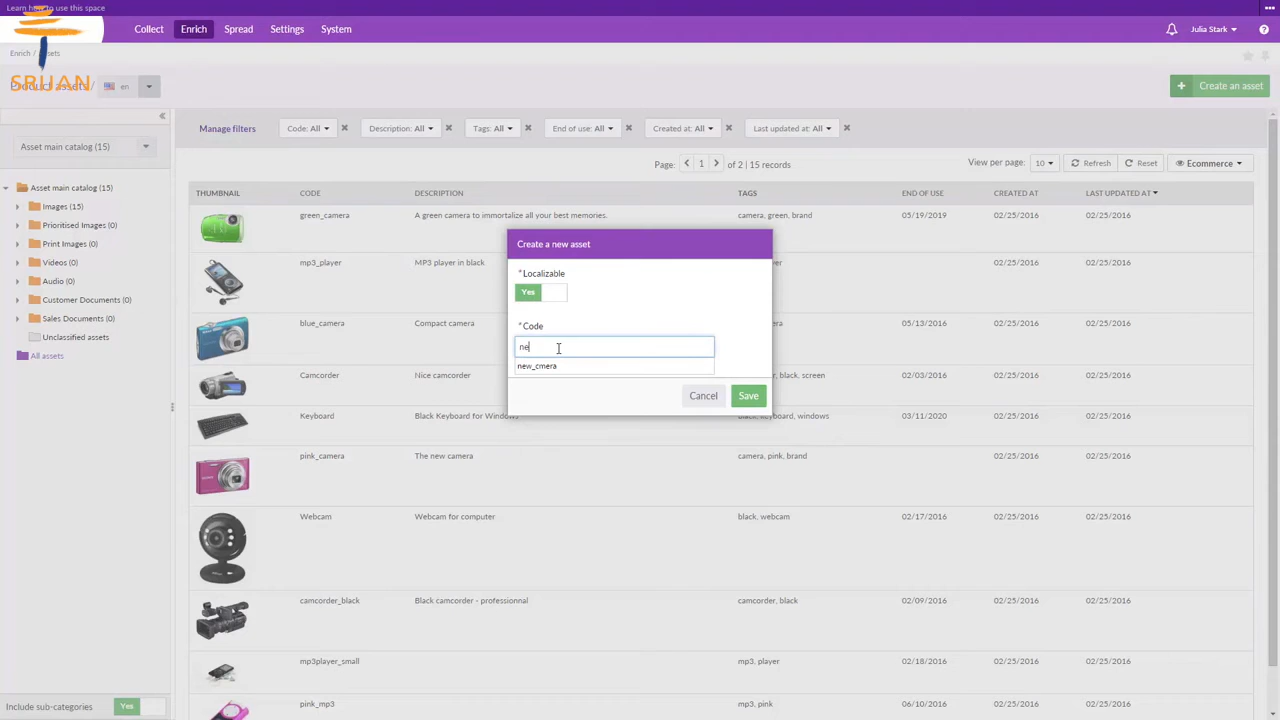 Learn how to use this space
Collect Enrich Spread Settings System Julia Stark
Enrich / Assets
SRIJAN
Product assets / en
Create an asset
Manage filters Code: All Description: All Tags: All End of use: All Created at: All Last updated at: All
Asset main catalog (15)
Page: 1 of 2 | 15 records View per page: 10 Refresh Reset Ecommerce
Asset main catalog (15)
Images (15)
Prioritised Images (0)
Print Images (0)
Videos (0)
Audio (0)
Customer Documents (0)
Sales Documents (0)
Unclassified assets
All assets
THUMBNAIL CODE DESCRIPTION TAGS END OF USE CREATED AT LAST UPDATED AT
green_camera A green camera to immortalize all your best memories. camera, green, brand 05/19/2019 02/25/2016 02/25/2016
mp3_player MP3 player in black 02/25/2016 02/25/2016
blue_camera Compact camera 05/13/2016 02/25/2016 02/25/2016
Camcorder Nice camcorder black, screen 02/03/2016 02/25/2016 02/25/2016
Keyboard Black Keyboard for Windows black, keyboard, windows 03/11/2020 02/25/2016 02/25/2016
pink_camera The new camera camera, pink, brand 02/25/2016 02/25/2016
Webcam Webcam for computer black, webcam 02/17/2016 02/25/2016 02/25/2016
camcorder_black Black camcorder - professionnal camcorder, black 02/09/2016 02/25/2016 02/25/2016
mp3player_small mp3, player 02/18/2016 02/25/2016 02/25/2016
pink_mp3 mp3, pink 06/10/2016 02/25/2016 02/25/2016
Create a new asset
* Localizable
Yes
* Code
ne
new_cmera
Cancel Save
Include sub-categories Yes